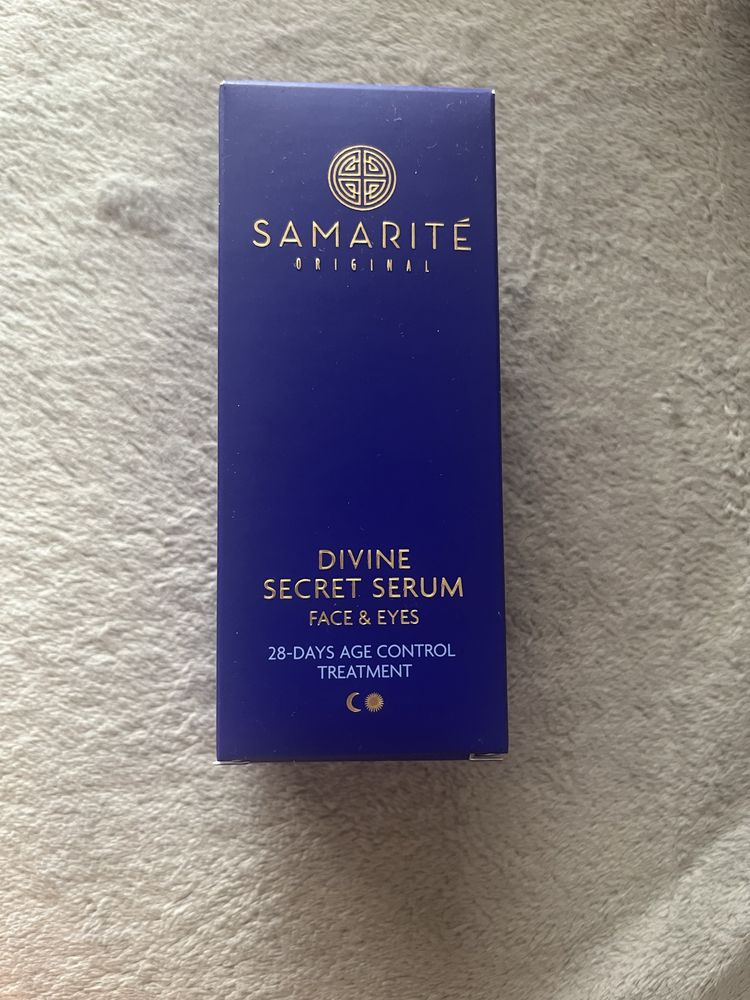 SAMARITÉ
ORIGINAL
DIVINE
SECRET SERUM
FACE & EYES
28-DAYS AGE CONTROL
TREATMENT